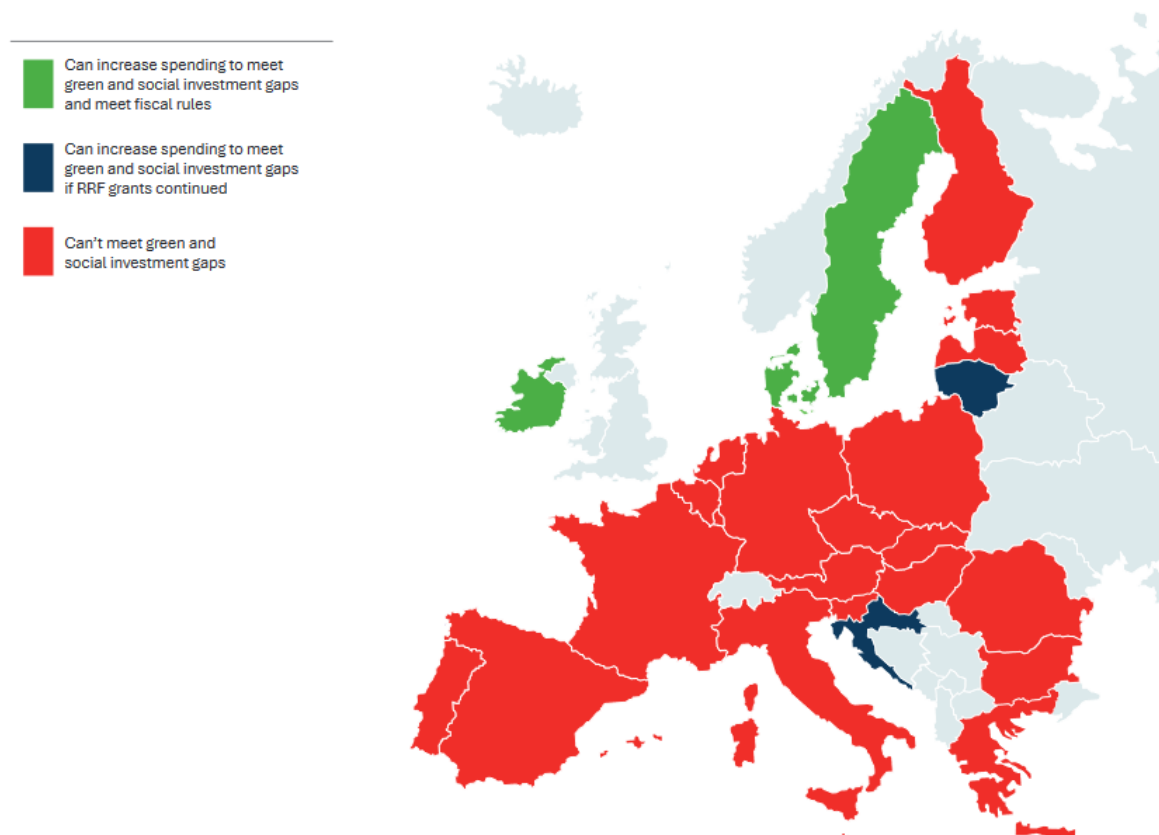 Can increase spending to meet
green and social investment gaps
and meet fiscal rules
Can increase spending to meet
green and social investment gaps
if RRF grants continued
Can't meet green and
social investment gaps